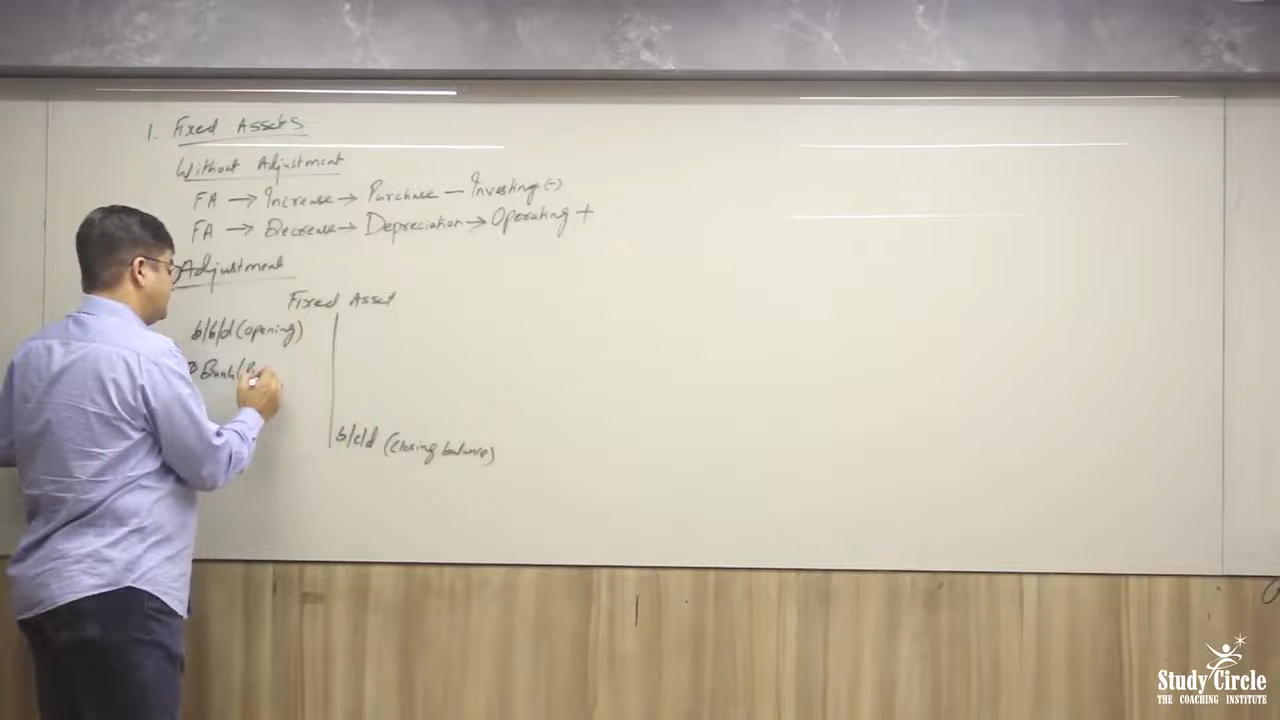 1. Fixed Assets
Without Adjustment
FA → Increase → Purchase — Investing (-)
FA → Decrease → Depreciation → Operating +
Adjustment
Fixed Asset
b/b/d (opening)
Bank/
b/c/d (closing balance)
Study Circle
THE COACHING INSTITUTE